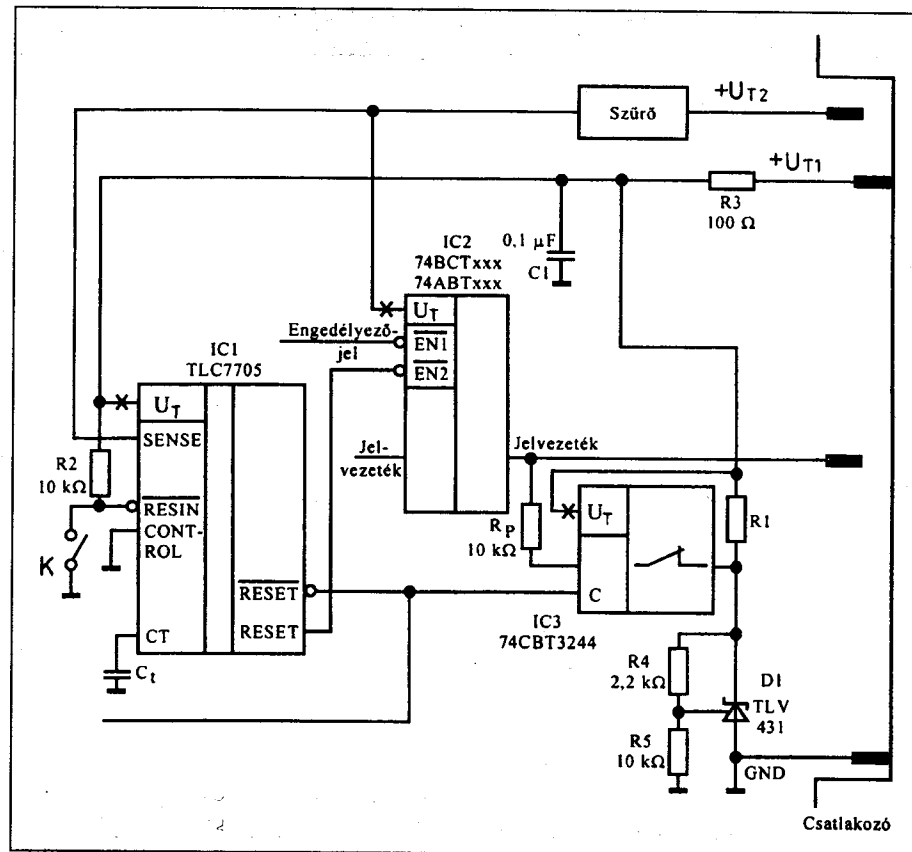 +UT2
Szűrő
+UT1
R3
100 Ω
0,1 µF
C1
IC2
74BCTxxx
74ABTxxx
UT
Engedélyező-
jel
EN1
EN2
IC1
TLC7705
UT
SENSE
R2
10 kΩ
RESIN
CONT-
ROL
K
Jel-
vezeték
Jelvezeték
RP
10 kΩ
UT
R1
C
RESET
RESET
IC3
74CBT3244
CT
Ct
R4
2,2 kΩ
D1
TLV
431
R5
10 kΩ
GND
Csatlakozó